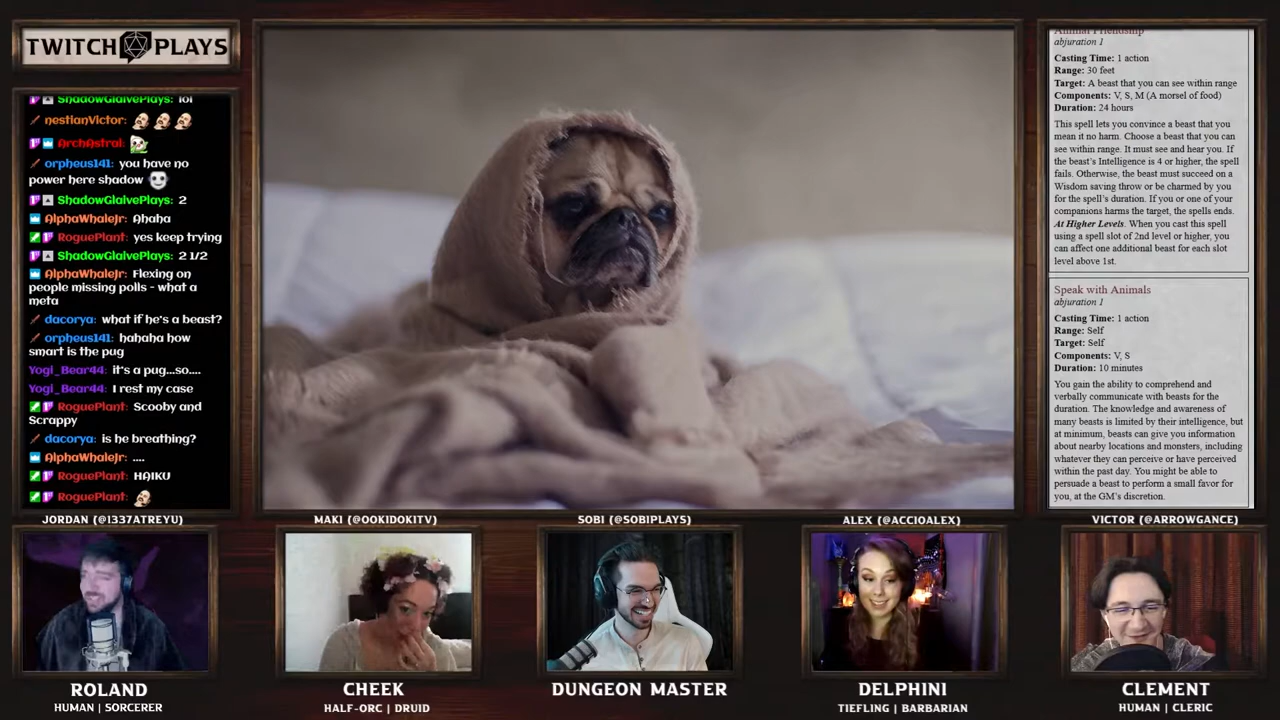 TWITCH PLAYS
ShadowGlaivePlays: lol
nestianVictor:
ArchAstral:
orpheus141: you have no
power here shadow
ShadowGlaivePlays: 2
AlphaWhaleJr: Ahaha
RoguePlant: yes keep trying
ShadowGlaivePlays: 2 1/2
AlphaWhaleJr: Flexing on
people missing polls - what a
meta
dacorya: what if he's a beast?
orpheus141: hahaha how
smart is the pug
Yogi_Bear44: it's a pug...so....
Yogi_Bear44: I rest my case
RoguePlant: Scooby and
Scrappy
dacorya: is he breathing?
AlphaWhaleJr: ....
RoguePlant: HAIKU
RoguePlant:
Animal Friendship
abjuration 1
Casting Time: 1 action
Range: 30 feet
Target: A beast that you can see within range
Components: V, S, M (A morsel of food)
Duration: 24 hours
This spell lets you convince a beast that you
mean it no harm. Choose a beast that you can
see within range. It must see and hear you. If
the beast's Intelligence is 4 or higher, the spell
fails. Otherwise, the beast must succeed on a
Wisdom saving throw or be charmed by you
for the spell's duration. If you or one of your
companions harms the target, the spells ends.
At Higher Levels. When you cast this spell
using a spell slot of 2nd level or higher, you
can affect one additional beast for each slot
level above 1st.
Speak with Animals
abjuration 1
Casting Time: 1 action
Range: Self
Target: Self
Components: V, S
Duration: 10 minutes
You gain the ability to comprehend and
verbally communicate with beasts for the
duration. The knowledge and awareness of
many beasts is limited by their intelligence, but
at minimum, beasts can give you information
about nearby locations and monsters, including
whatever they can perceive or have perceived
within the past day. You might be able to
persuade a beast to perform a small favor for
you, at the GM's discretion.
JORDAN (@1337ATREYU)
MAKI (@OOKIDOKITV)
SOBI (@SOBIPLAYS)
ALEX (@ACCIOALEX)
VICTOR (@ARROWGANCE)
ROLAND
HUMAN | SORCERER
CHEEK
HALF-ORC | DRUID
DUNGEON MASTER
DELPHINI
TIEFLING | BARBARIAN
CLEMENT
HUMAN | CLERIC